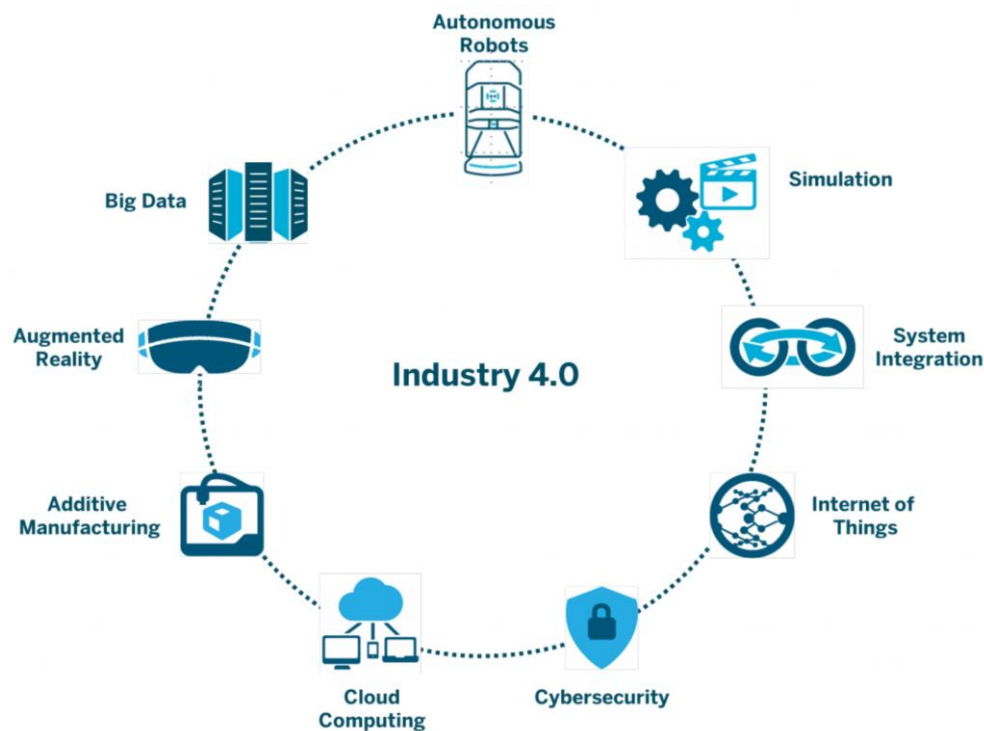 Autonomous
Robots
Simulation
Big Data
System
Integration
Augmented
Reality
Industry 4.0
Internet of
Things
Additive
Manufacturing
Cybersecurity
Cloud
Computing